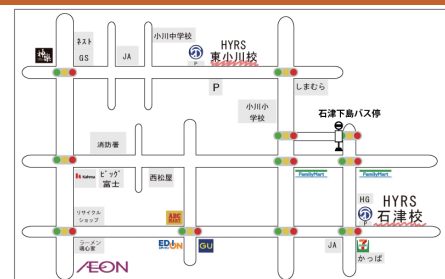 小川中学校
HYRS
東小川校
P
ネスト
GS
JA
P
しまむら
小川小
学校
石津下島バス停
消防署
Kahma
ビッグ
富士
西松屋
FamilyMart
FamilyMart
HG
HYRS
石津校
P
リサイクル
ショップ
ABC
MART
EDION
GU
ラーメン
魂心家
JA
7
かっぱ
ÆON